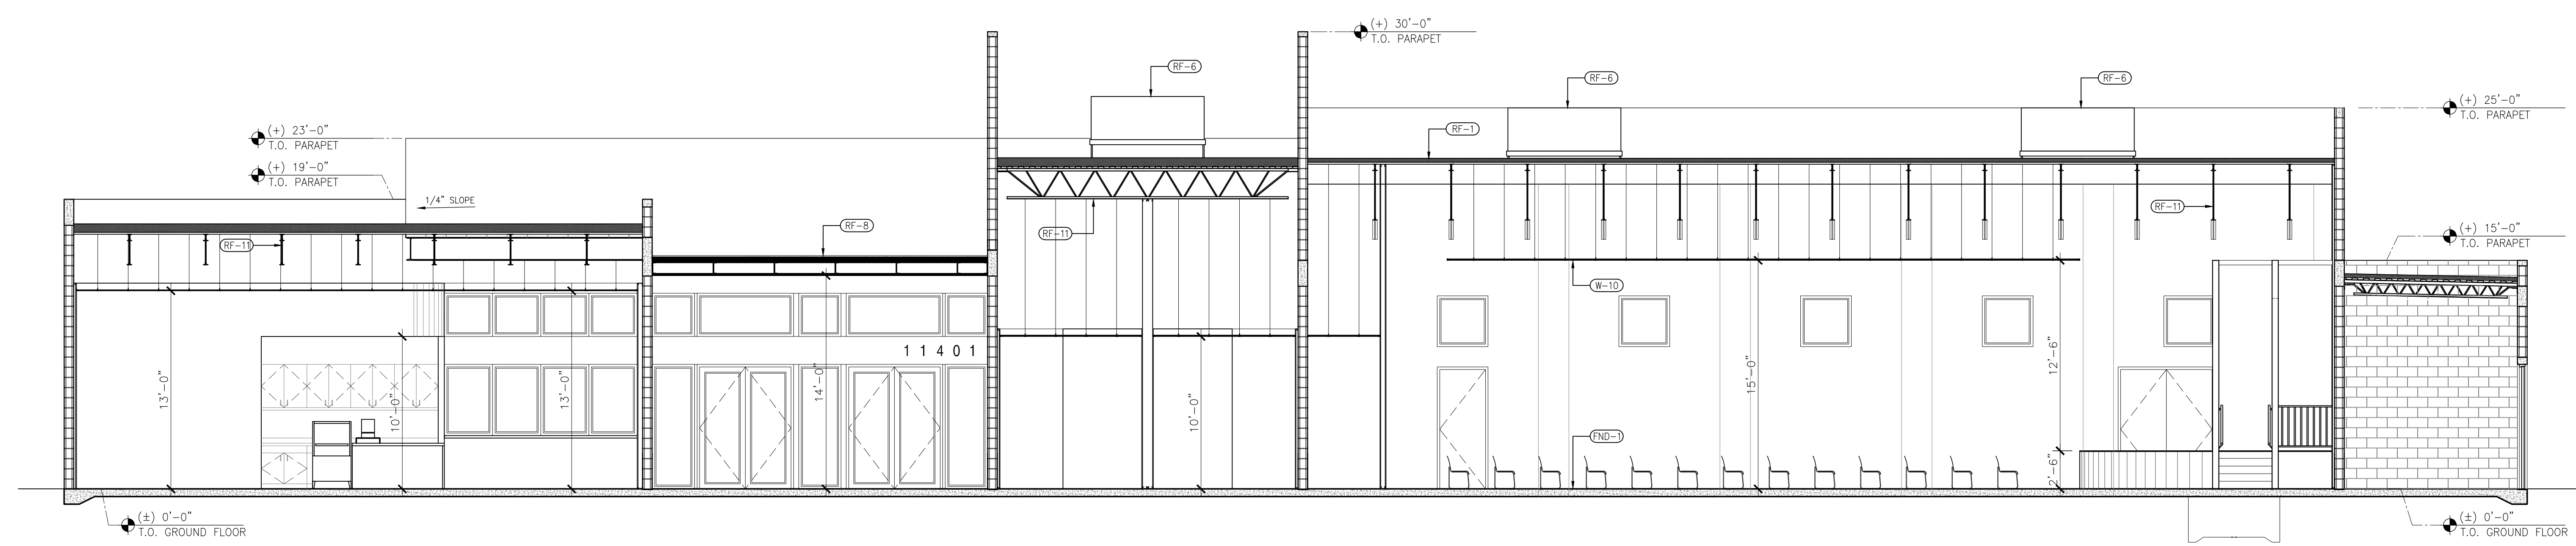 (+) 30'-0"
T.O. PARAPET
RF-6
RF-6
RF-6
(+) 25'-0"
T.O. PARAPET
(+) 23'-0"
T.O. PARAPET
RF-1
(+) 19'-0"
T.O. PARAPET
1/4" SLOPE
RF-11
RF-8
RF-11
RF-11
(+) 15'-0"
T.O. PARAPET
W-10
11401
13'-0"
10'-0"
13'-0"
14'-0"
10'-0"
15'-0"
12'-6"
FND-1
2'-6"
(±) 0'-0"
T.O. GROUND FLOOR
(±) 0'-0"
T.O. GROUND FLOOR